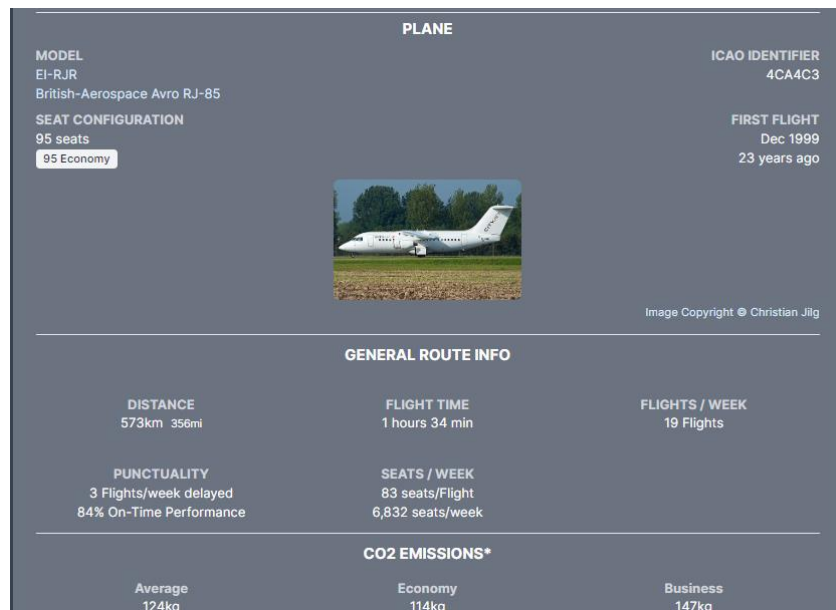 PLANE
MODEL
EI-RJR
British-Aerospace Avro RJ-85
ICAO IDENTIFIER
4CA4C3
SEAT CONFIGURATION
95 seats
95 Economy
FIRST FLIGHT
Dec 1999
23 years ago
Image Copyright © Christian Jilg
GENERAL ROUTE INFO
DISTANCE
573km 356mi
FLIGHT TIME
1 hours 34 min
FLIGHTS / WEEK
19 Flights
PUNCTUALITY
3 Flights/week delayed
84% On-Time Performance
SEATS / WEEK
83 seats/Flight
6,832 seats/week
CO2 EMISSIONS*
Average
124kg
Economy
114kg
Business
147kg